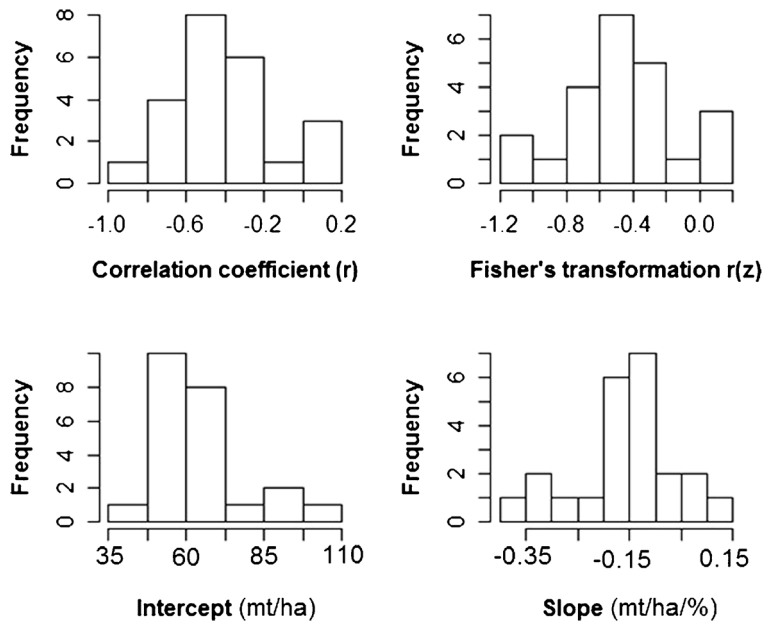 Frequency
8
6
4
2
0
-1.0 -0.6 -0.2 0.2
Correlation coefficient (r)
Frequency
6
4
2
0
-1.2 -0.8 -0.4 0.0
Fisher's transformation r(z)
Frequency
8
6
4
2
0
35 60 85 110
Intercept (mt/ha)
Frequency
6
4
2
0
-0.35 -0.15 0.15
Slope (mt/ha/%)